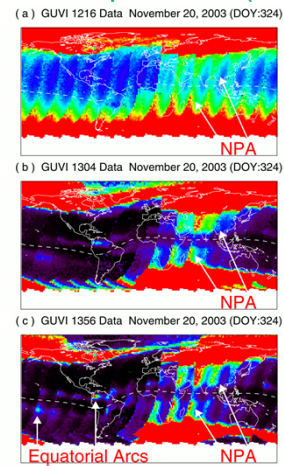 ( a ) GUVI 1216 Data November 20, 2003 (DOY:324)
NPA
( b ) GUVI 1304 Data November 20, 2003 (DOY:324)
NPA
( c ) GUVI 1356 Data November 20, 2003 (DOY:324)
Equatorial Arcs
NPA